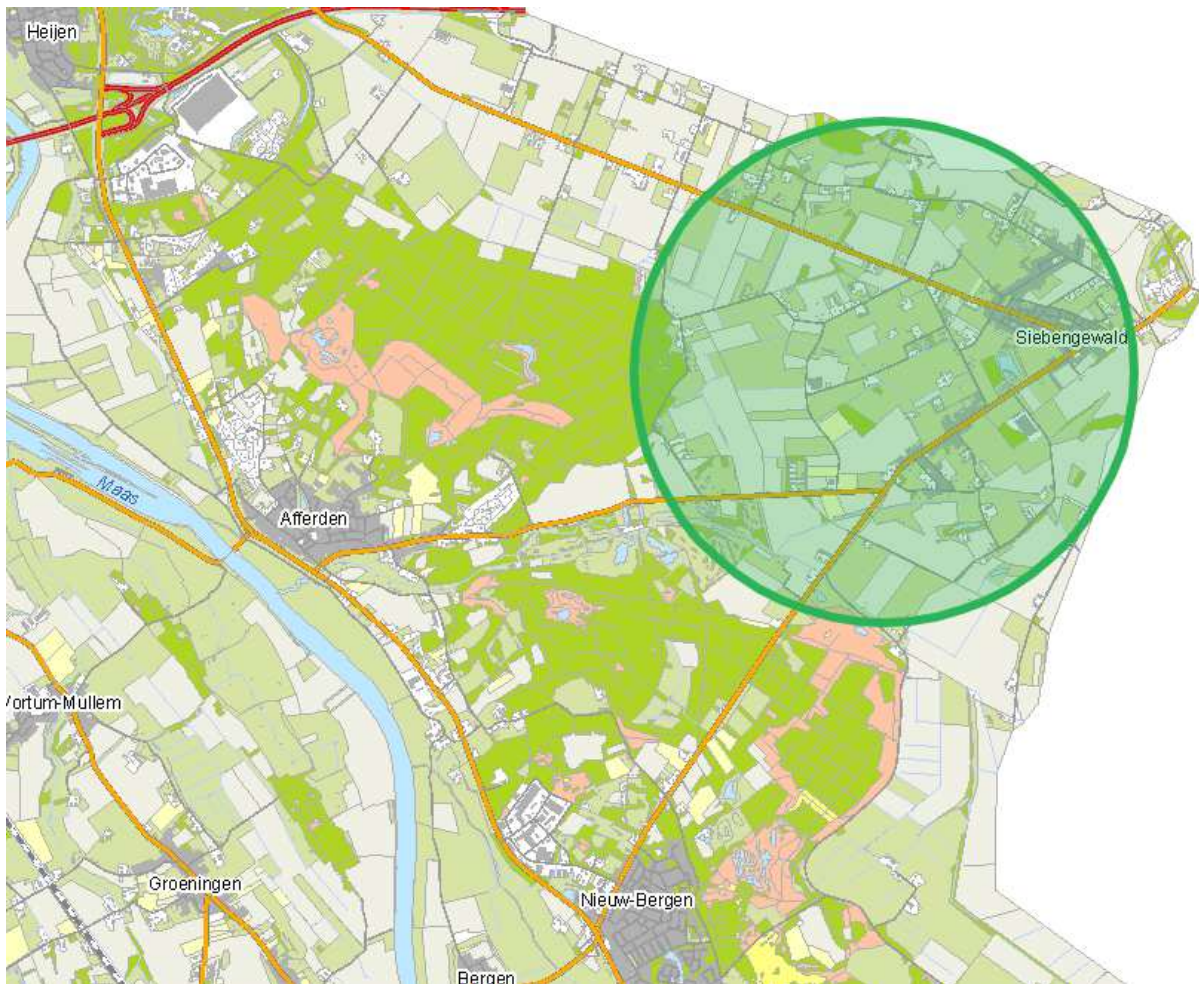 Heijen
Siebengewald
Maas
Afferden
Vortum-Mullem
Groeningen
Nieuw-Bergen
Bergen